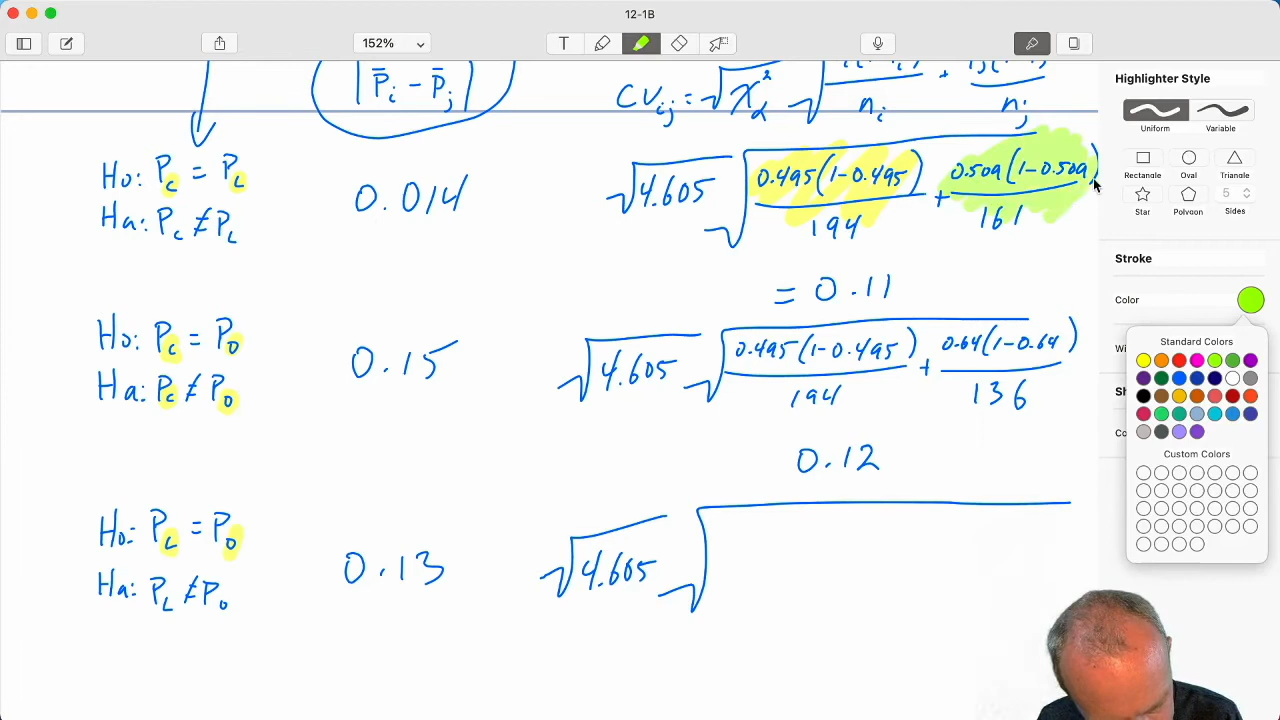 12-1B
152%
T
Highlighter Style
Uniform Variable
Rectangle Oval Triangle
Star Polygon 5 Sides
Stroke
Color
Standard Colors
Custom Colors
|P̄i − P̄j|
CVij = √χ²α √ ni + nj
Ho: Pc = PL
Ha: Pc ≠ PL
0.014
√4.605 √ 0.495(1-0.495)/194 + 0.509(1-0.509)/161
= 0.11
Ho: Pc = Po
Ha: Pc ≠ Po
0.15
√4.605 √ 0.495(1-0.495)/194 + 0.64(1-0.64)/136
0.12
Ho: PL = Po
Ha: PL ≠ Po
0.13
√4.605 √